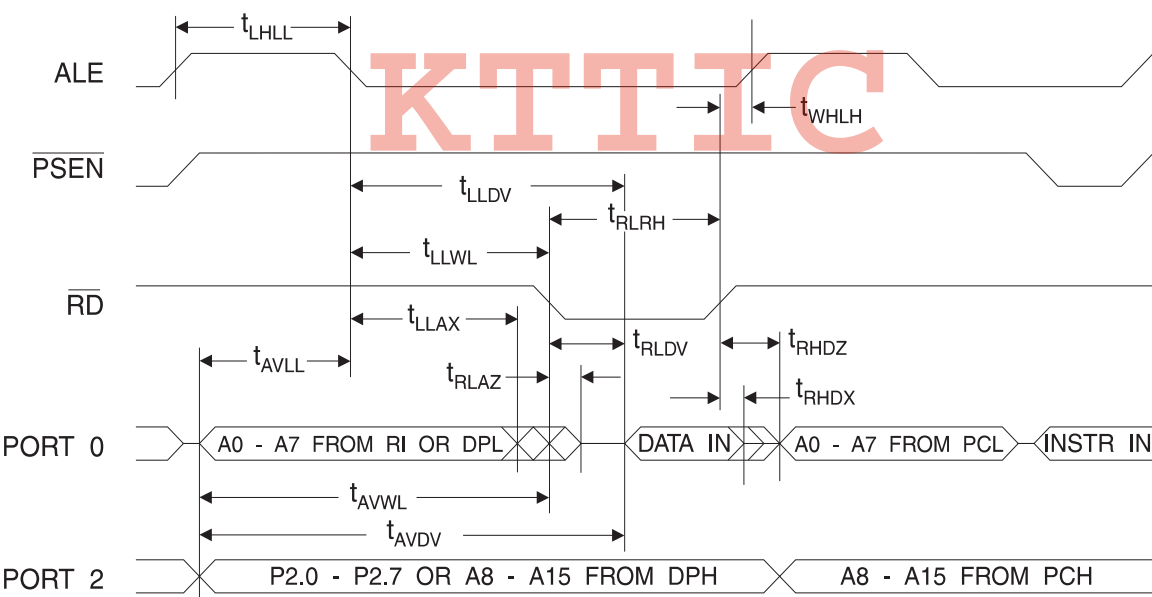 tLHLL
ALE
KTTIC
tWHLH
PSEN
tLLDV
tRLRH
tLLWL
RD
tLLAX
tRLDV
tRHDZ
tAVLL
tRLAZ
tRHDX
PORT 0
A0 - A7 FROM RI OR DPL
DATA IN
A0 - A7 FROM PCL
INSTR IN
tAVWL
tAVDV
PORT 2
P2.0 - P2.7 OR A8 - A15 FROM DPH
A8 - A15 FROM PCH